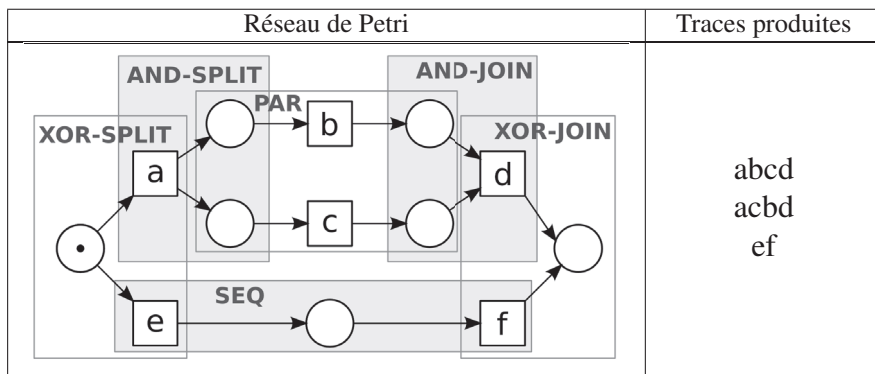 Réseau de Petri
Traces produites
AND-SPLIT
AND-JOIN
PAR
b
XOR-SPLIT
XOR-JOIN
a
d
c
SEQ
e
f
abcd
acbd
ef